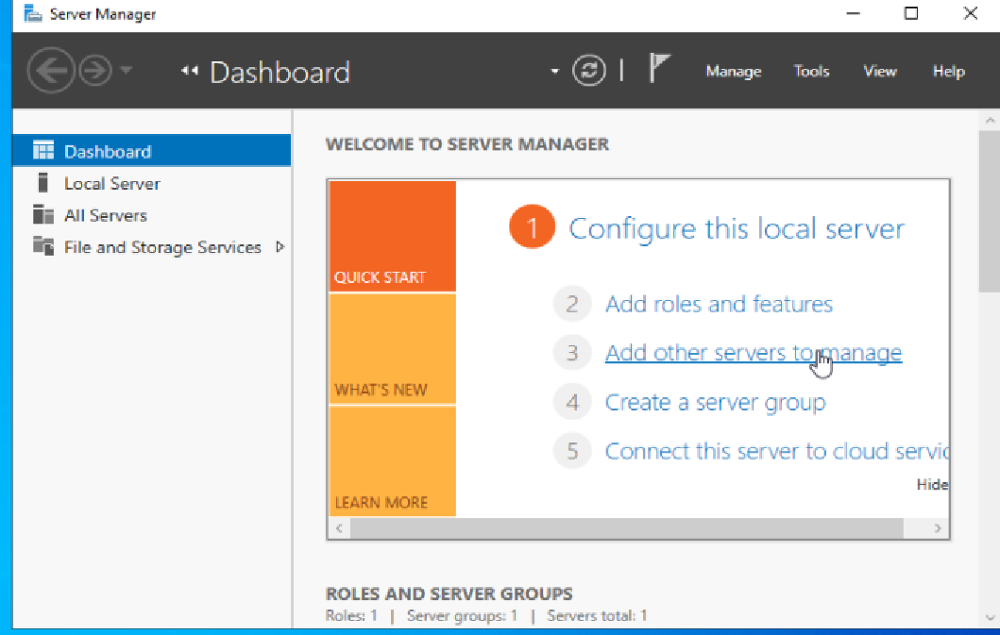 Server Manager
Dashboard
Manage Tools View Help
Dashboard
Local Server
All Servers
File and Storage Services
WELCOME TO SERVER MANAGER
QUICK START
WHAT'S NEW
LEARN MORE
1 Configure this local server
2 Add roles and features
3 Add other servers to manage
4 Create a server group
5 Connect this server to cloud servic
Hide
ROLES AND SERVER GROUPS
Roles: 1 | Server groups: 1 | Servers total: 1